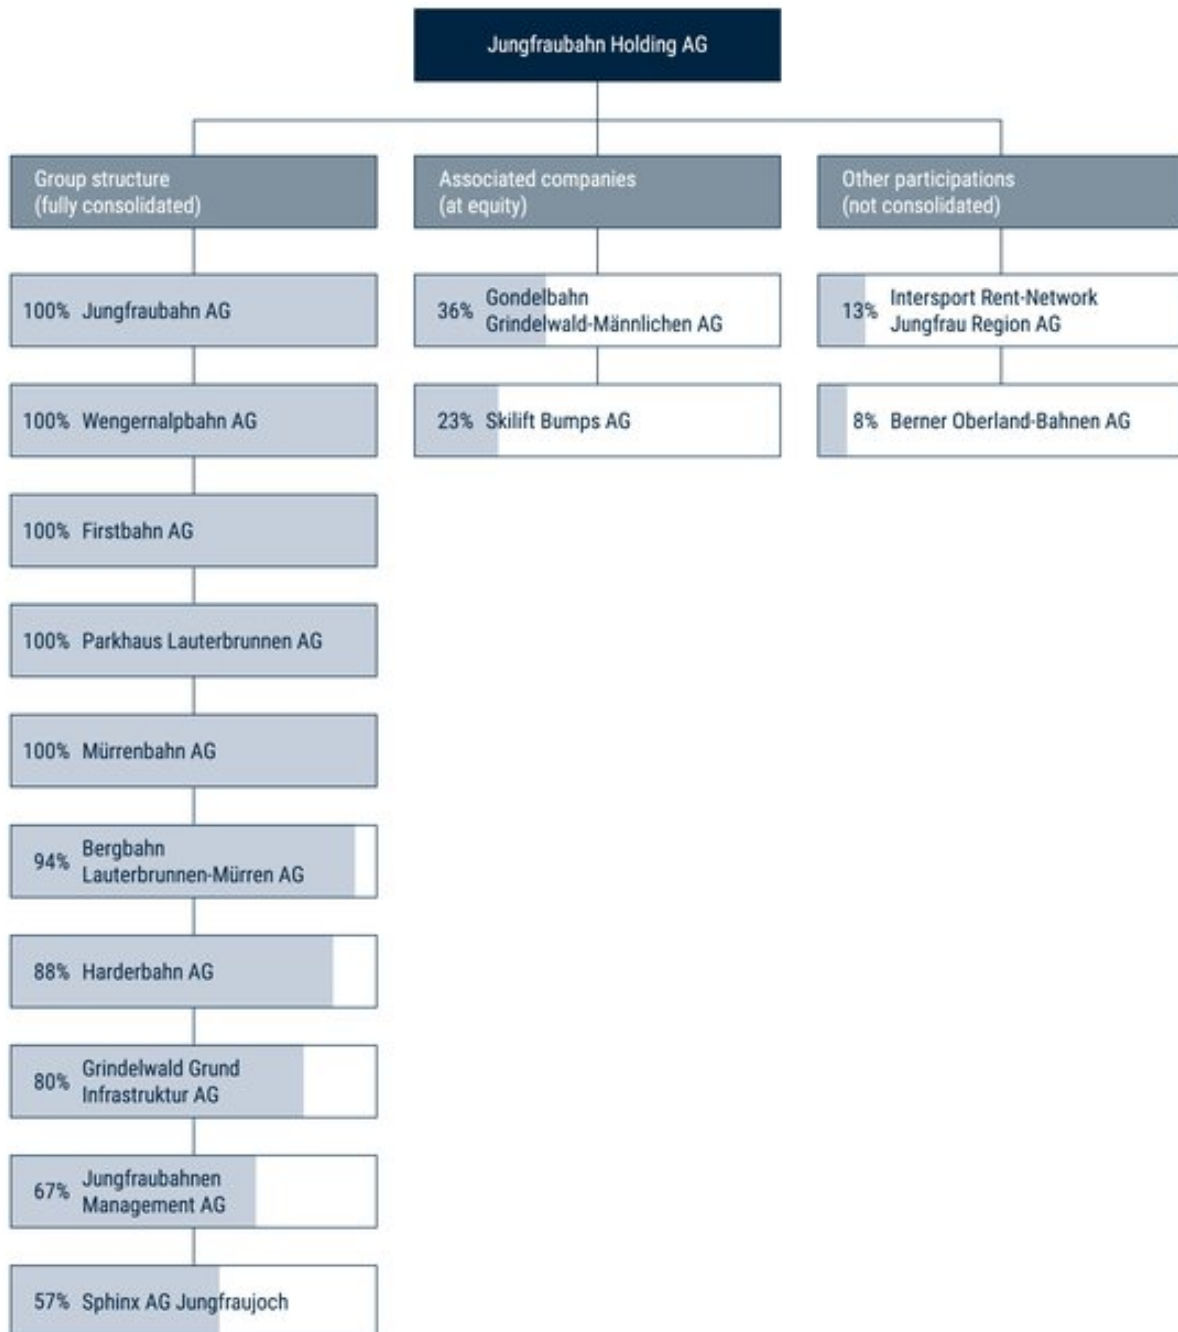 Jungfraubahn Holding AG
Group structure
(fully consolidated)
100% Jungfraubahn AG
100% Wengernalpbahn AG
100% Firstbahn AG
100% Parkhaus Lauterbrunnen AG
100% Mürrenbahn AG
94% Bergbahn
Lauterbrunnen-Mürren AG
88% Harderbahn AG
80% Grindelwald Grund
Infrastruktur AG
67% Jungfraubahnen
Management AG
57% Sphinx AG Jungfraujoch
Associated companies
(at equity)
36% Gondelbahn
Grindelwald-Männlichen AG
23% Skilift Bumps AG
Other participations
(not consolidated)
13% Intersport Rent-Network
Jungfrau Region AG
8% Berner Oberland-Bahnen AG